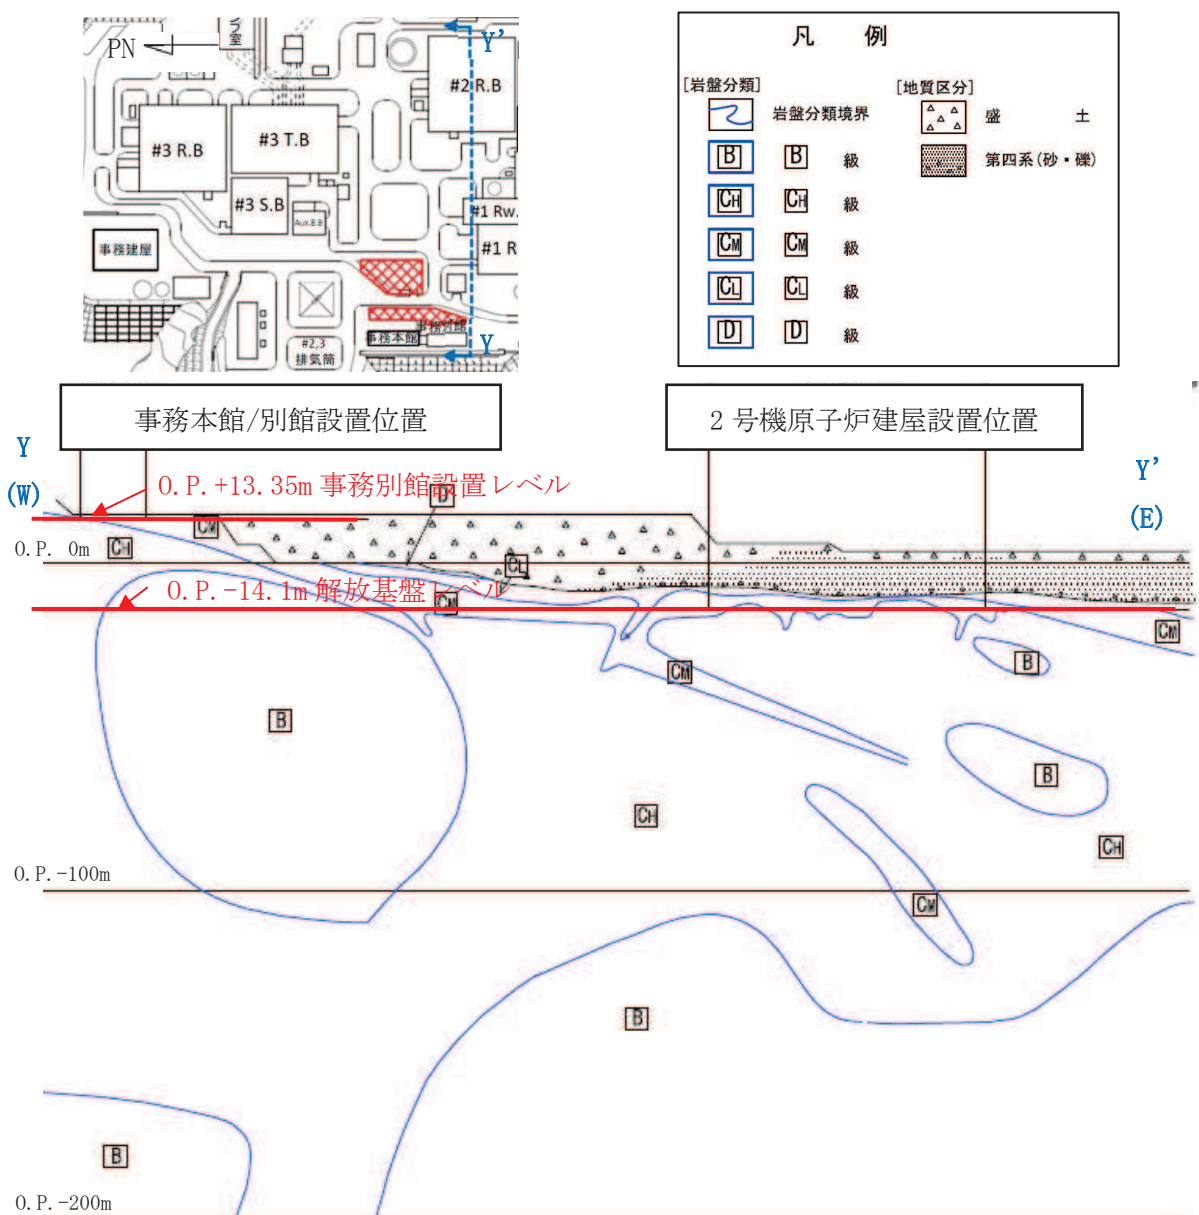 PN
プ室
Y'
#2 R.B
#3 R.B
#3 T.B
#3 S.B
Aux.B.B
#1 Rw.
#1 R
事務建屋
事務別館
事務本館
#2,3
排気筒
Y
凡 例
[岩盤分類]
[地質区分]
岩盤分類境界
盛 土
B B 級
第四系(砂・礫)
CH CH 級
CM CM 級
CL CL 級
D D 級
事務本館/別館設置位置
2号機原子炉建屋設置位置
Y
(W)
Y'
(E)
O.P.+13.35m 事務別館設置レベル
D
CM
O.P. 0m
CH
CL
O.P.-14.1m 解放基盤レベル
CM
CM
B
CM
B
B
CH
CH
O.P.-100m
CM
B
B
O.P.-200m